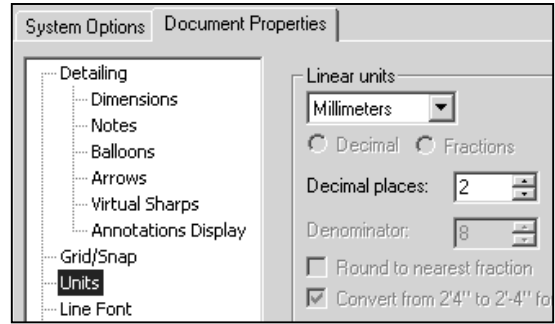 System Options
Document Properties
Detailing
Dimensions
Notes
Balloons
Arrows
Virtual Sharps
Annotations Display
Grid/Snap
Units
Line Font
Linear units
Millimeters
Decimal
Fractions
Decimal places:
2
Denominator:
8
Round to nearest fraction
Convert from 2'4" to 2'-4" fo